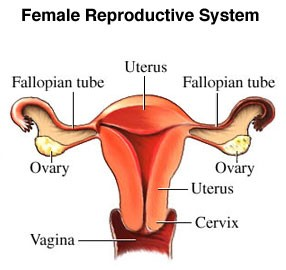 Female Reproductive System
Uterus
Fallopian tube
Fallopian tube
Ovary
Ovary
Uterus
Cervix
Vagina